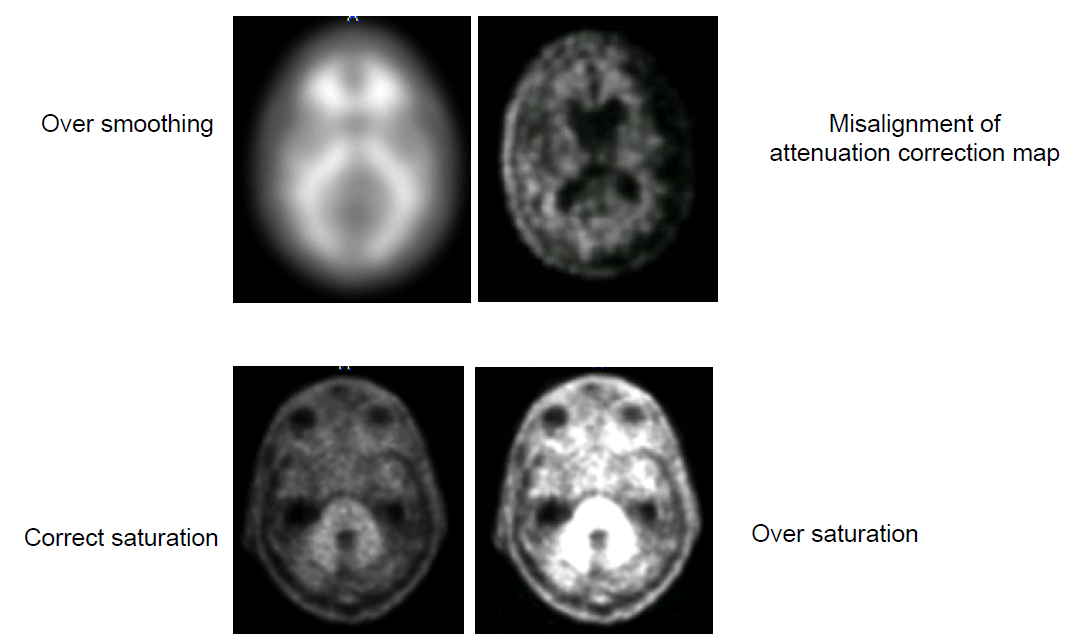 Over smoothing
Misalignment of
attenuation correction map
Correct saturation
Over saturation